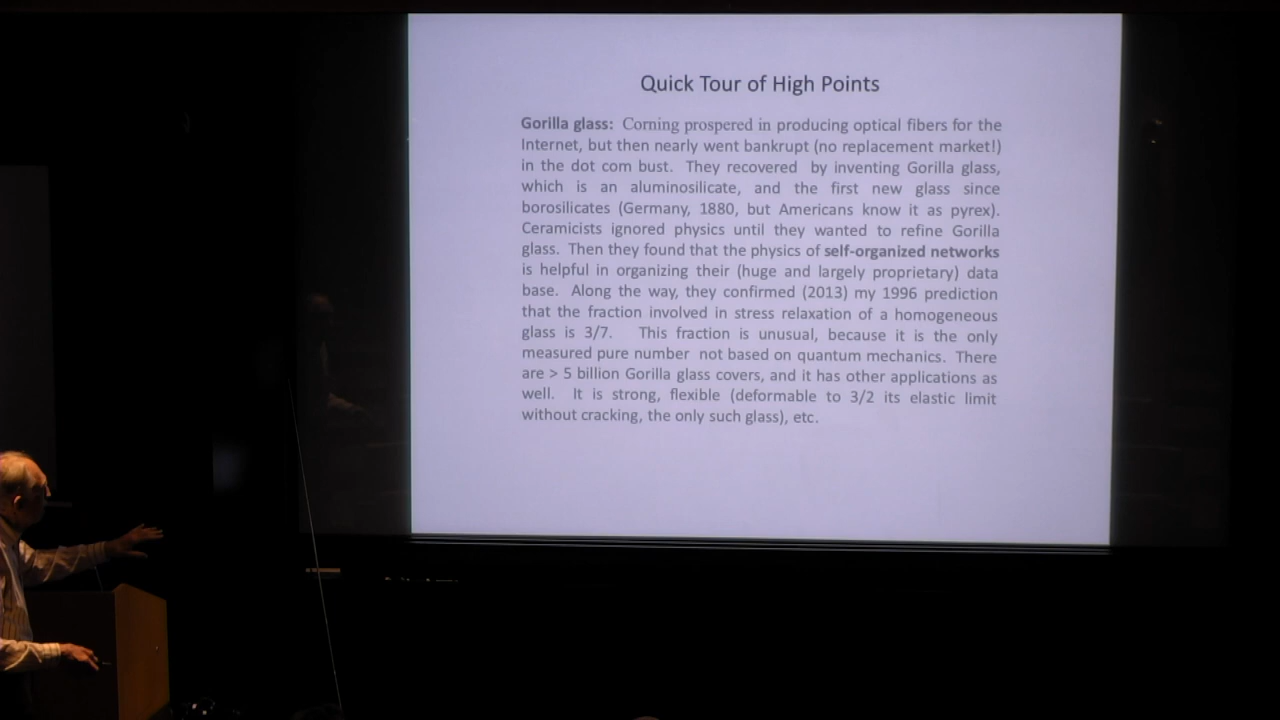 Quick Tour of High Points
Gorilla glass: Corning prospered in producing optical fibers for the
Internet, but then nearly went bankrupt (no replacement market!)
in the dot com bust. They recovered by inventing Gorilla glass,
which is an aluminosilicate, and the first new glass since
borosilicates (Germany, 1880, but Americans know it as pyrex).
Ceramicists ignored physics until they wanted to refine Gorilla
glass. Then they found that the physics of self-organized networks
is helpful in organizing their (huge and largely proprietary) data
base. Along the way, they confirmed (2013) my 1996 prediction
that the fraction involved in stress relaxation of a homogeneous
glass is 3/7. This fraction is unusual, because it is the only
measured pure number not based on quantum mechanics. There
are > 5 billion Gorilla glass covers, and it has other applications as
well. It is strong, flexible (deformable to 3/2 its elastic limit
without cracking, the only such glass), etc.